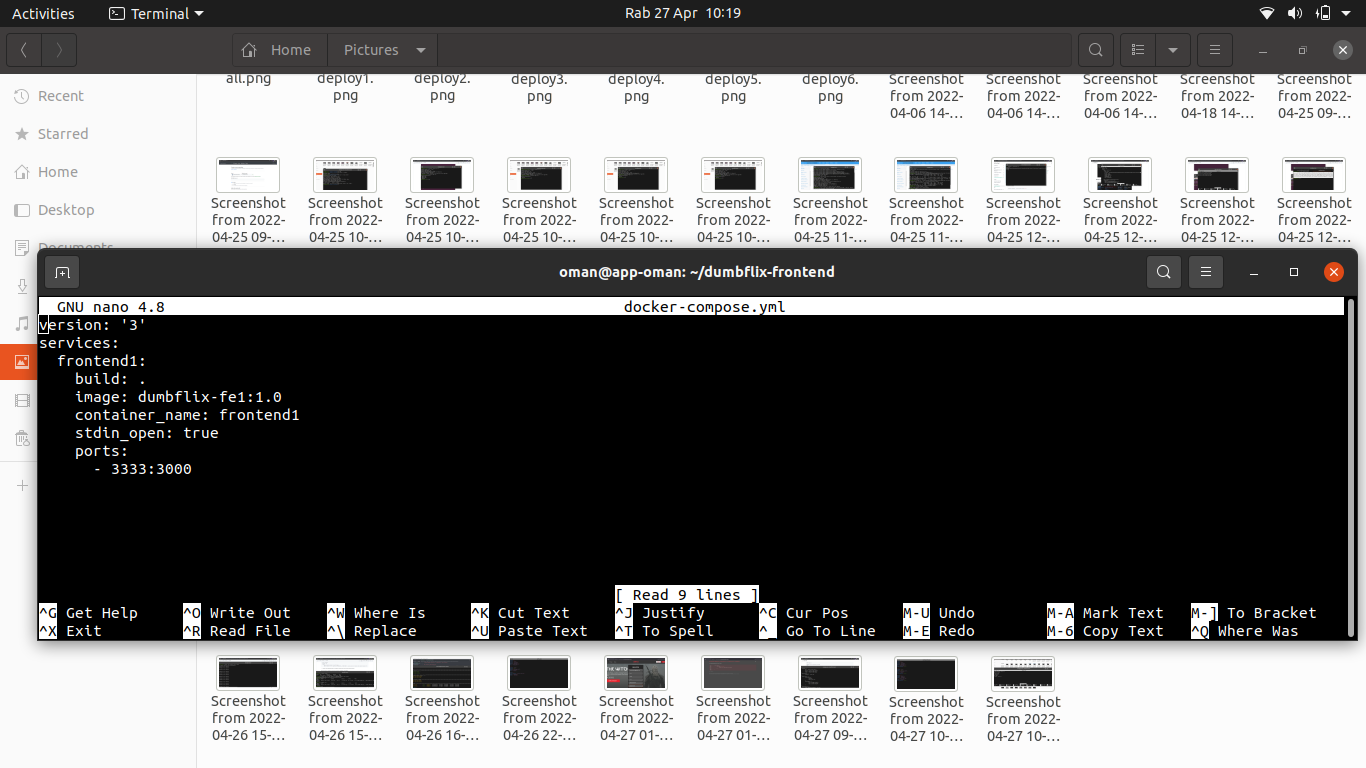 Activities
Terminal
Rab 27 Apr 10:19
Home
Pictures
Recent
Starred
Home
Desktop
Documents
all.png
deploy1.
png
deploy2.
png
deploy3.
png
deploy4.
png
deploy5.
png
deploy6.
png
Screenshot
from 2022-
04-06 14-…
Screenshot
from 2022-
04-06 14-…
Screenshot
from 2022-
04-06 14-…
Screenshot
from 2022-
04-18 14-…
Screenshot
from 2022-
04-25 09-…
Screenshot
from 2022-
04-25 09-…
Screenshot
from 2022-
04-25 10-…
Screenshot
from 2022-
04-25 10-…
Screenshot
from 2022-
04-25 10-…
Screenshot
from 2022-
04-25 10-…
Screenshot
from 2022-
04-25 10-…
Screenshot
from 2022-
04-25 11-…
Screenshot
from 2022-
04-25 11-…
Screenshot
from 2022-
04-25 12-…
Screenshot
from 2022-
04-25 12-…
Screenshot
from 2022-
04-25 12-…
Screenshot
from 2022-
04-25 12-…
oman@app-oman: ~/dumbflix-frontend
GNU nano 4.8 docker-compose.yml
version: '3'
services:
  frontend1:
    build: .
    image: dumbflix-fe1:1.0
    container_name: frontend1
    stdin_open: true
    ports:
      - 3333:3000
[ Read 9 lines ]
^G Get Help ^O Write Out ^W Where Is ^K Cut Text ^J Justify ^C Cur Pos M-U Undo M-A Mark Text M-] To Bracket
^X Exit ^R Read File ^\ Replace ^U Paste Text ^T To Spell ^_ Go To Line M-E Redo M-6 Copy Text ^Q Where Was
Screenshot
from 2022-
04-26 15-…
Screenshot
from 2022-
04-26 15-…
Screenshot
from 2022-
04-26 16-…
Screenshot
from 2022-
04-26 22-…
Screenshot
from 2022-
04-27 01-…
Screenshot
from 2022-
04-27 01-…
Screenshot
from 2022-
04-27 09-…
Screenshot
from 2022-
04-27 10-…
Screenshot
from 2022-
04-27 10-…